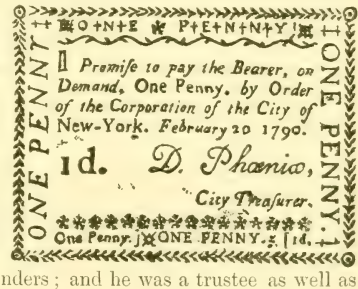 O†N†E ❀ P†E†N†N†Y
I Promiſe to pay the Bearer, on
Demand, One Penny. by Order
of the Corporation of the City of
New-York. February 20 1790.
1d. D. Phœnix,
City Treaſurer.
One Penny. ONE PENNY. 1d.
ONE PENNY
ONE PENNY.
nders; and he was a trustee as well as